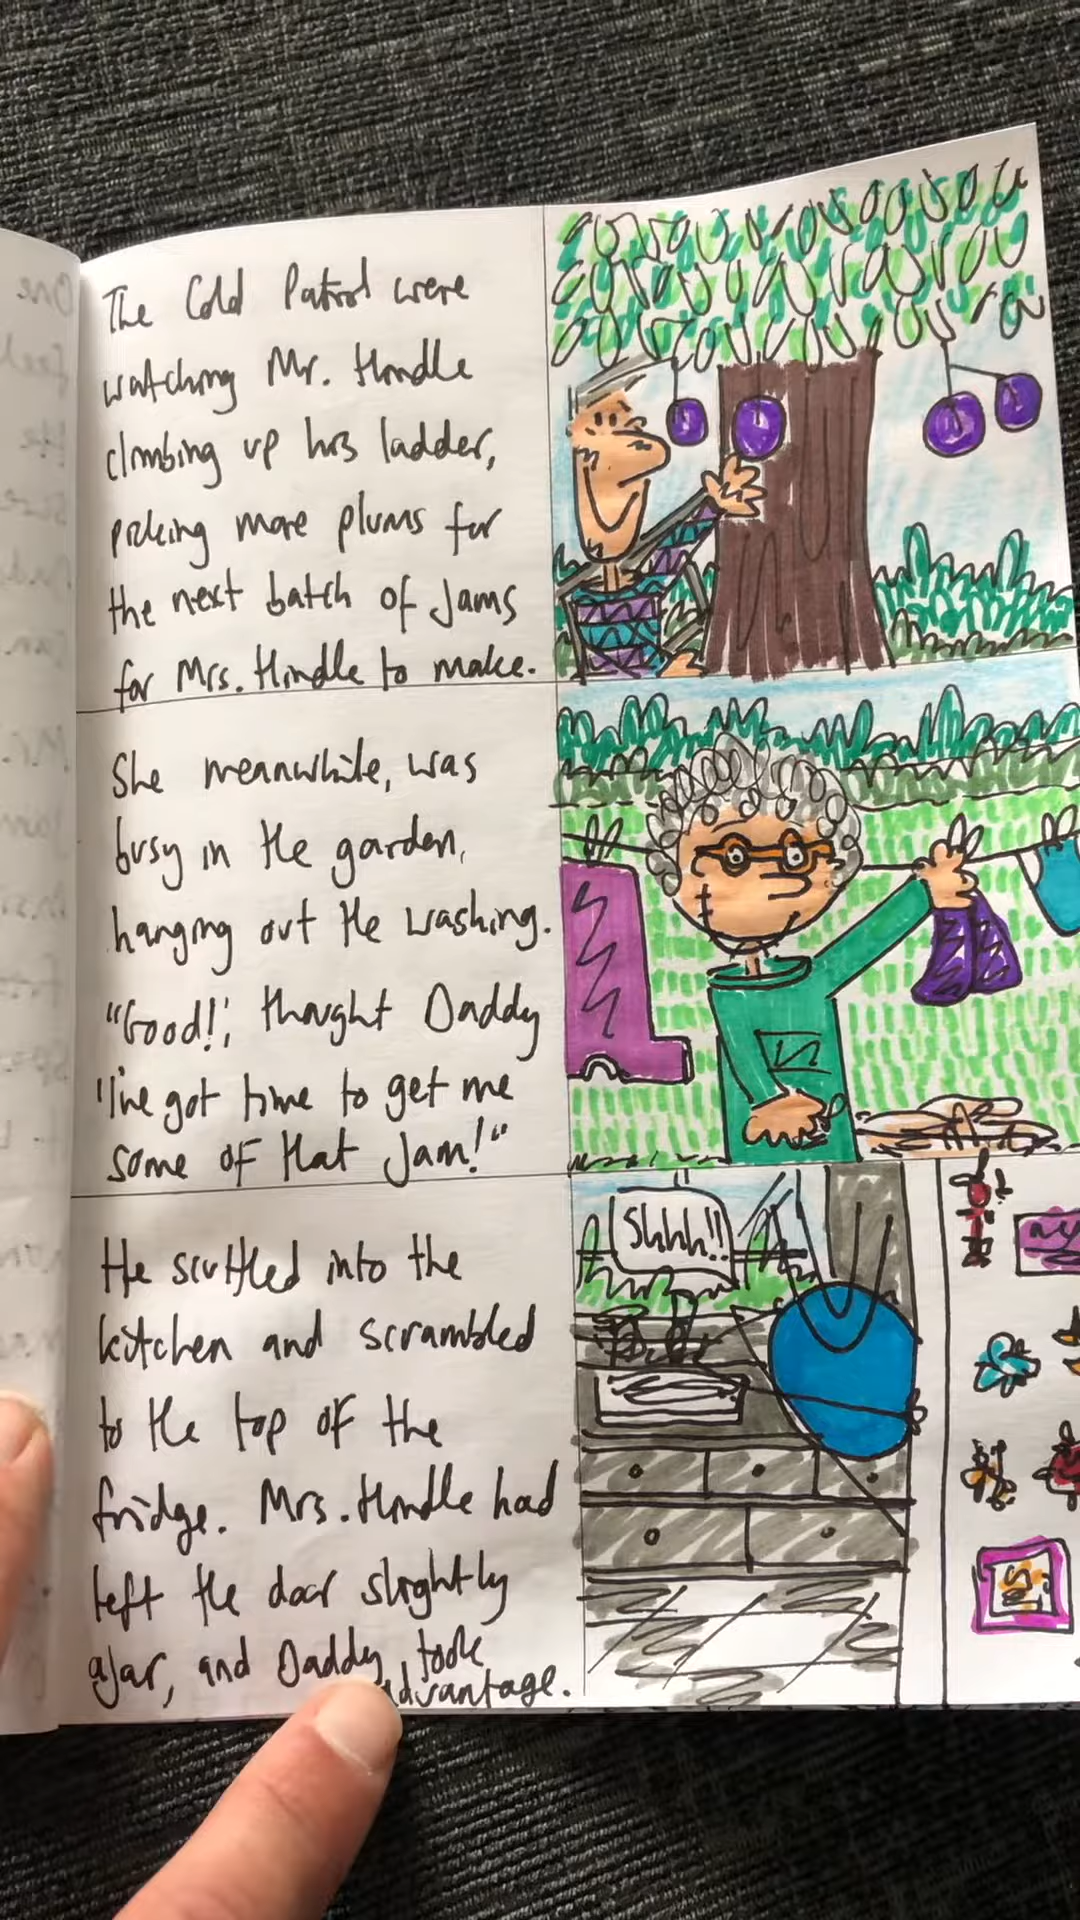 The Cold Patrol were
watching Mr. Hindle
climbing up his ladder,
picking more plums for
the next batch of Jams
for Mrs. Hindle to make.
She meanwhile, was
busy in the garden,
hanging out the washing.
"Good!', thought Daddy
'I've got time to get me
some of that Jam!"
He scuttled into the
kitchen and scrambled
to the top of the
fridge. Mrs. Hindle had
left the door slightly
ajar, and Daddy took
advantage.
Shhh!!